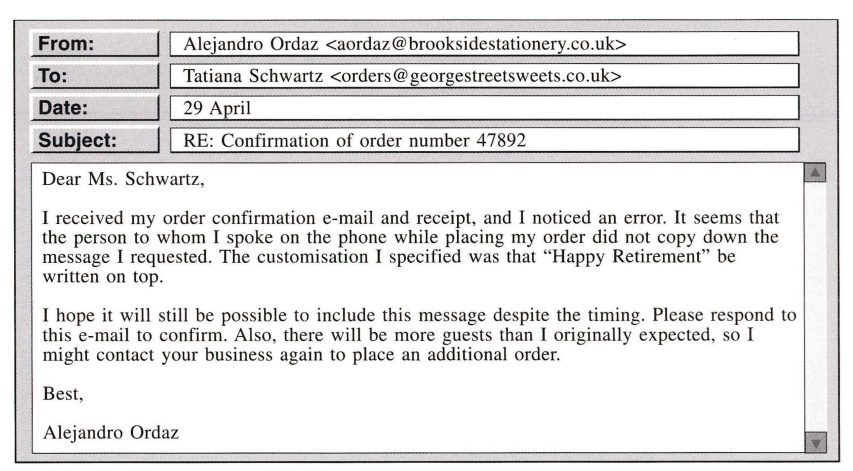 From: Alejandro Ordaz <aordaz@brooksidestationery.co.uk>
To: Tatiana Schwartz <orders@georgestreetsweets.co.uk>
Date: 29 April
Subject: RE: Confirmation of order number 47892
Dear Ms. Schwartz,
I received my order confirmation e-mail and receipt, and I noticed an error. It seems that
the person to whom I spoke on the phone while placing my order did not copy down the
message I requested. The customisation I specified was that “Happy Retirement” be
written on top.
I hope it will still be possible to include this message despite the timing. Please respond to
this e-mail to confirm. Also, there will be more guests than I originally expected, so I
might contact your business again to place an additional order.
Best,
Alejandro Ordaz